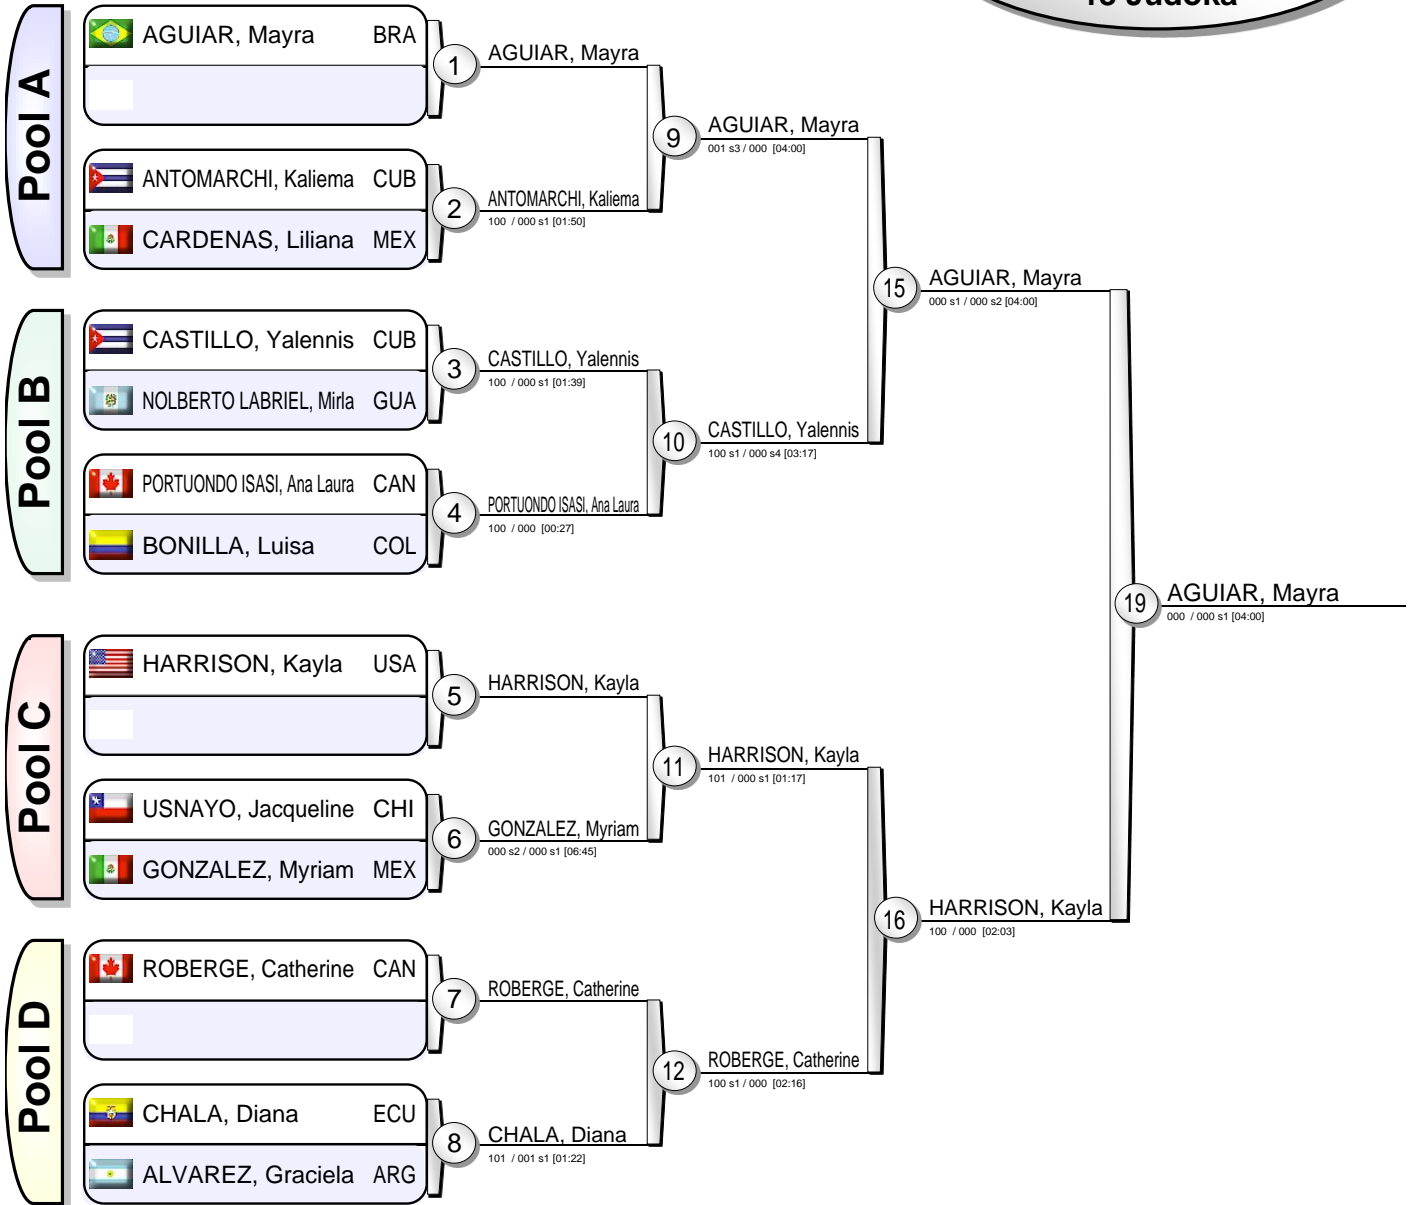 13 Judoka
Pool A
AGUIAR, Mayra BRA
ANTOMARCHI, Kaliema CUB
CARDENAS, Liliana MEX
Pool B
CASTILLO, Yalennis CUB
NOLBERTO LABRIEL, Mirla GUA
PORTUONDO ISASI, Ana Laura CAN
BONILLA, Luisa COL
Pool C
HARRISON, Kayla USA
USNAYO, Jacqueline CHI
GONZALEZ, Myriam MEX
Pool D
ROBERGE, Catherine CAN
CHALA, Diana ECU
ALVAREZ, Graciela ARG
1
AGUIAR, Mayra
2
ANTOMARCHI, Kaliema
100 / 000 s1 [01:50]
3
CASTILLO, Yalennis
100 / 000 s1 [01:39]
4
PORTUONDO ISASI, Ana Laura
100 / 000 [00:27]
5
HARRISON, Kayla
6
GONZALEZ, Myriam
000 s2 / 000 s1 [06:45]
7
ROBERGE, Catherine
8
CHALA, Diana
101 / 001 s1 [01:22]
9
AGUIAR, Mayra
001 s3 / 000 [04:00]
10
CASTILLO, Yalennis
100 s1 / 000 s4 [03:17]
11
HARRISON, Kayla
101 / 000 s1 [01:17]
12
ROBERGE, Catherine
100 s1 / 000 [02:16]
15
AGUIAR, Mayra
000 s1 / 000 s2 [04:00]
16
HARRISON, Kayla
100 / 000 [02:03]
19
AGUIAR, Mayra
000 / 000 s1 [04:00]